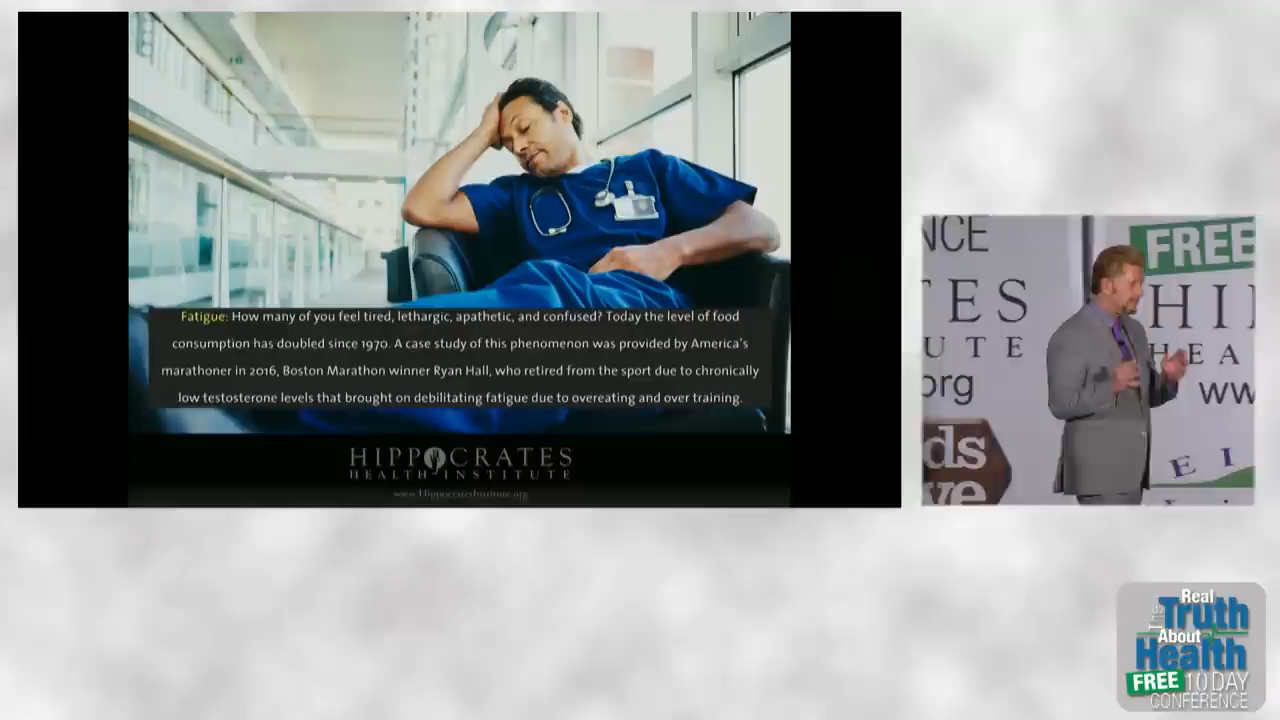 Fatigue: How many of you feel tired, lethargic, apathetic, and confused? Today the level of food
consumption has doubled since 1970. A case study of this phenomenon was provided by America's
marathoner in 2016, Boston Marathon winner Ryan Hall, who retired from the sport due to chronically
low testosterone levels that brought on debilitating fatigue due to overeating and over training.
HIPPOCRATES
HEALTH INSTITUTE
www.HippocratesInstitute.org
NCE
FREE
TES
HI
UTE
HEA
org
ww
ds
ve
E I
The
Real
Truth
About
Health
FREE 10 DAY
CONFERENCE